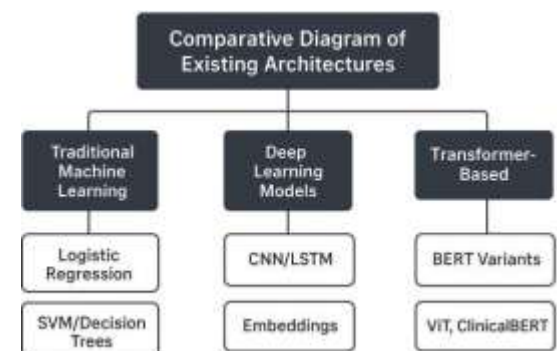 Comparative Diagram of
Existing Architectures
Traditional
Machine
Learning
Deep
Learning
Models
Transformer-
Based
Logistic
Regression
CNN/LSTM
BERT Variants
SVM/Decision
Trees
Embeddings
ViT, ClinicalBERT